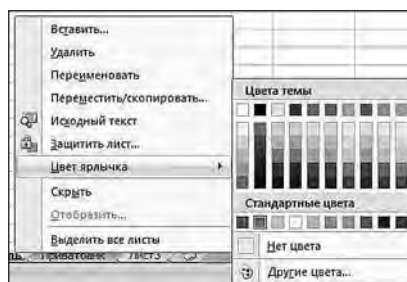 Вставить...
Удалить
Переименовать
Переместить/скопировать...
Исходный текст
Защитить лист...
Цвет ярлычка
Скрыть
Отобразить...
Выделить все листы
Цвета темы
Стандартные цвета
Нет цвета
Другие цвета...
Приватбанк Лист3